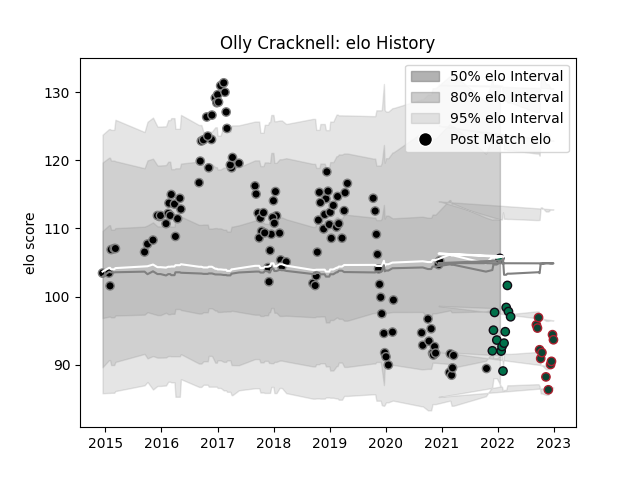 Olly Cracknell: elo History
50% elo Interval
80% elo Interval
95% elo Interval
Post Match elo
elo score
130
120
110
100
90
2015 2016 2017 2018 2019 2020 2021 2022 2023